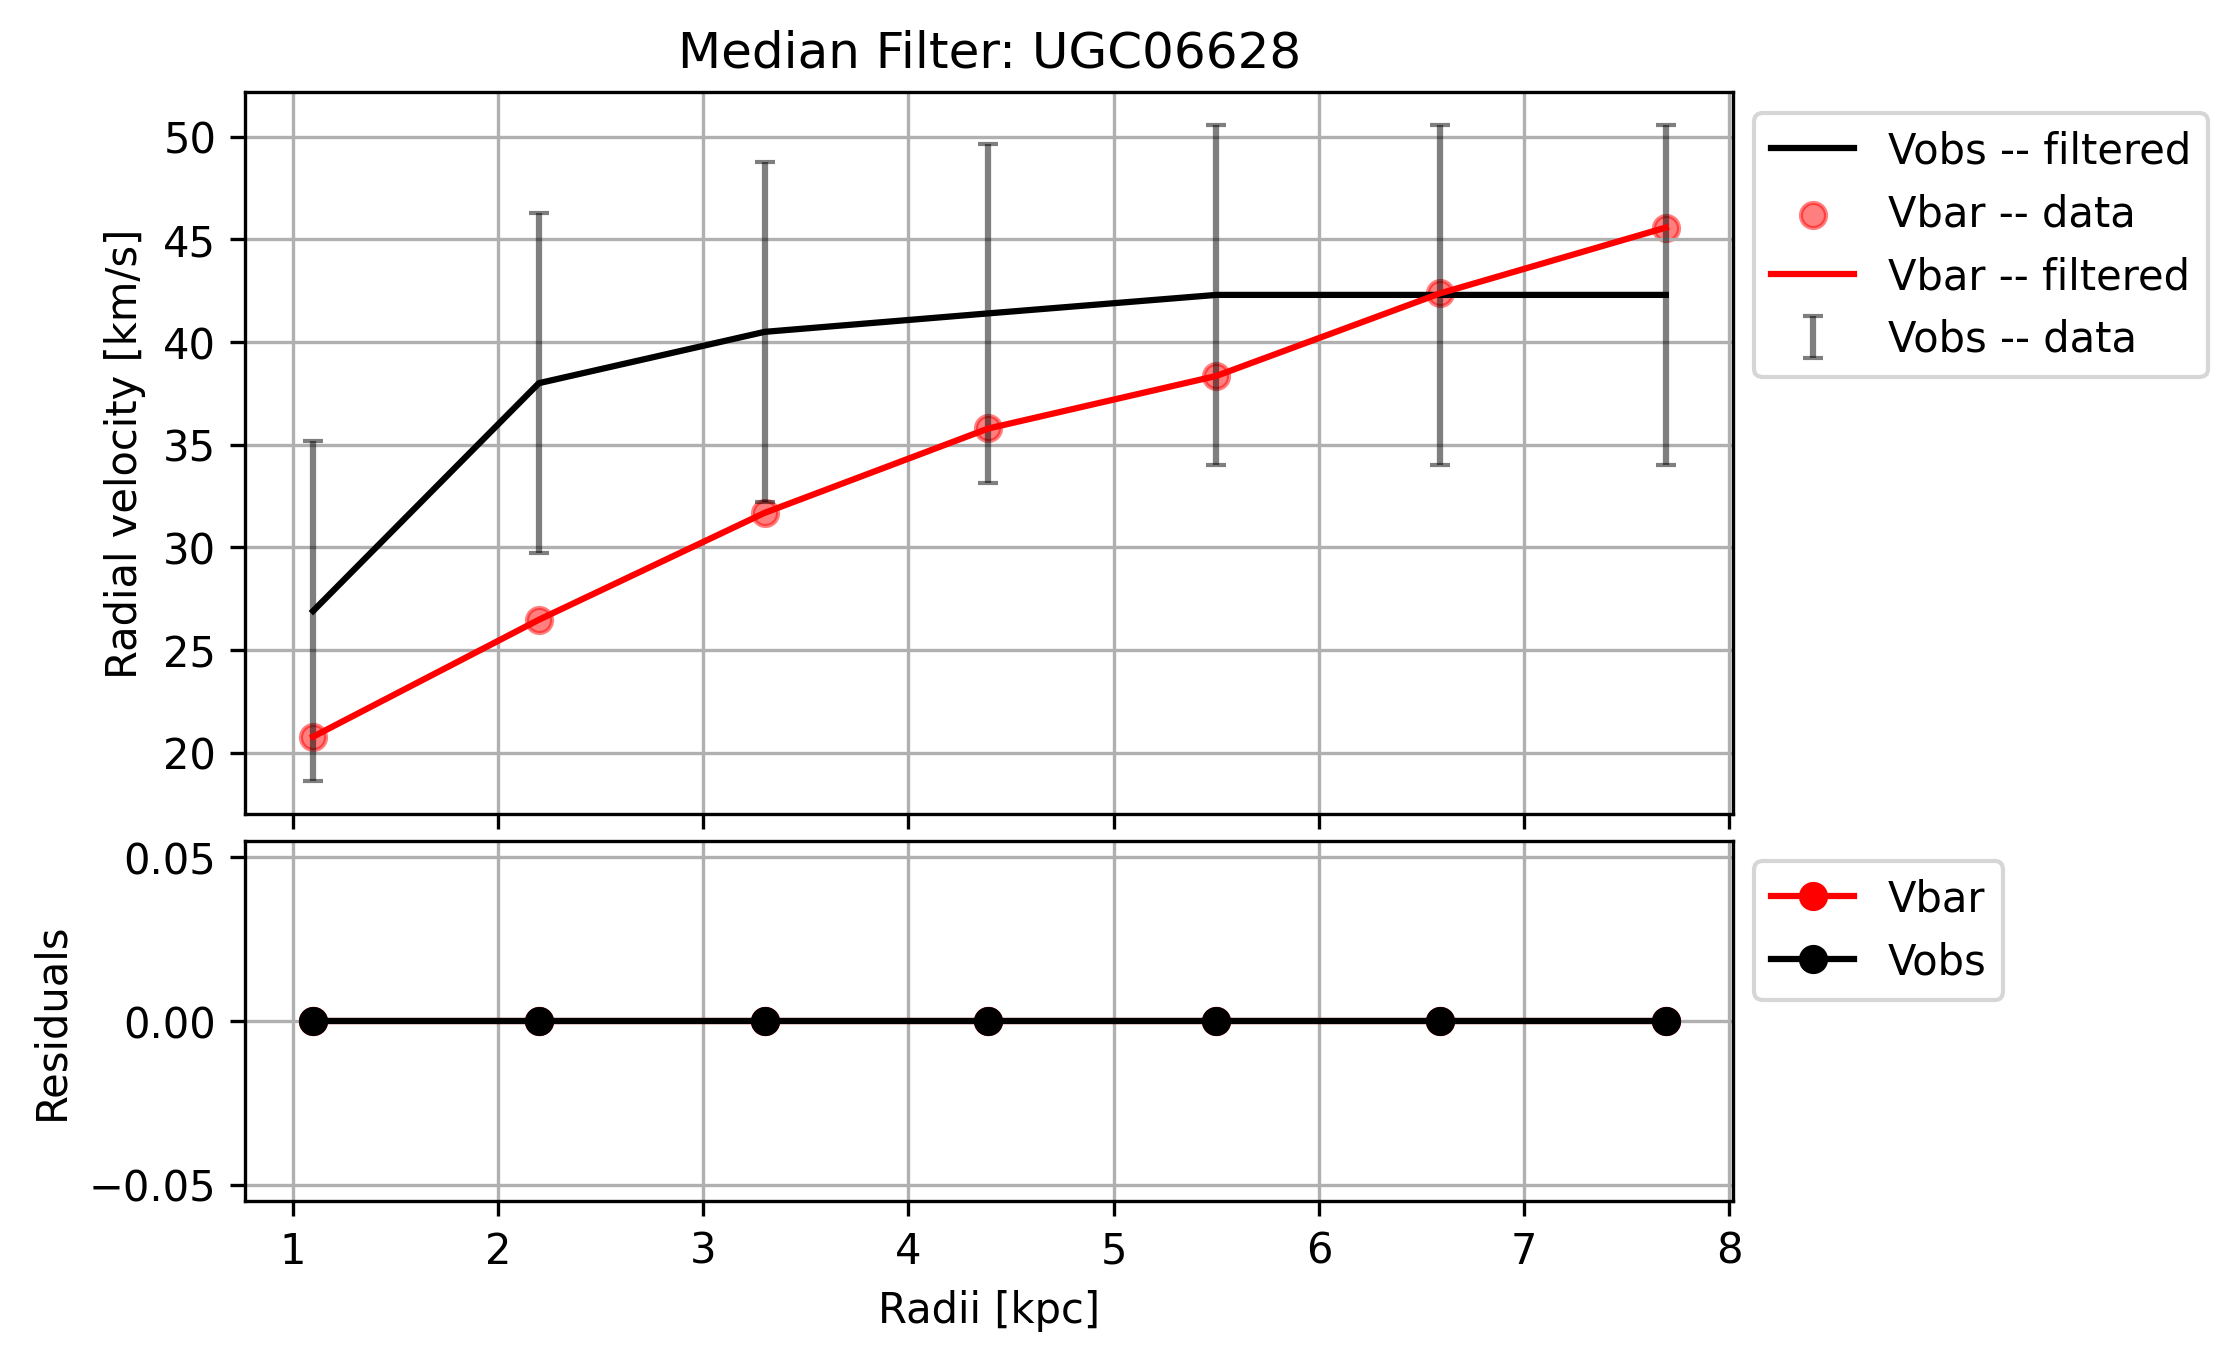 Median Filter: UGC06628
Radial velocity [km/s]
50
45
40
35
30
25
20
Vobs -- filtered
Vbar -- data
Vbar -- filtered
Vobs -- data
Residuals
0.05
0.00
−0.05
Vbar
Vobs
1 2 3 4 5 6 7 8
Radii [kpc]